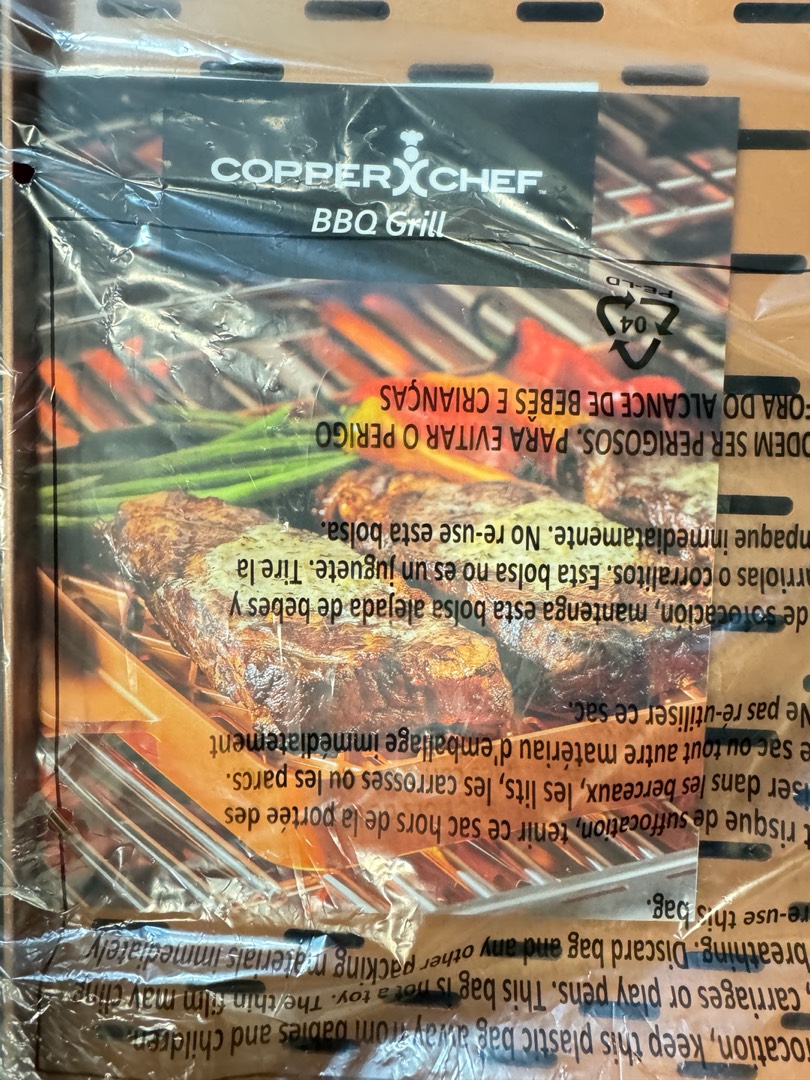 COPPER CHEF™
BBQ Grill
ocation, keep this plastic bag away from babies and children.
, carriages or play pens. This bag is not a toy. The thin film may cling
breathing. Discard bag and any other packing materials immediately
re-use this bag.
t risque de suffocation, tenir ce sac hors de la portée des
ser dans les berceaux, les lits, les carrosses ou les parcs.
e sac ou tout autre matériau d'emballage immédiatement
Ne pas ré-utiliser ce sac.
de sofocación, mantenga esta bolsa alejada de bebes y
arriolas o corralitos. Esta bolsa no es un juguete. Tire la
mpaque inmediatamente. No re-use esta bolsa.
ODEM SER PERIGOSOS. PARA EVITAR O PERIGO
FORA DO ALCANCE DE BEBÊS E CRIANÇAS
04
PE-LD